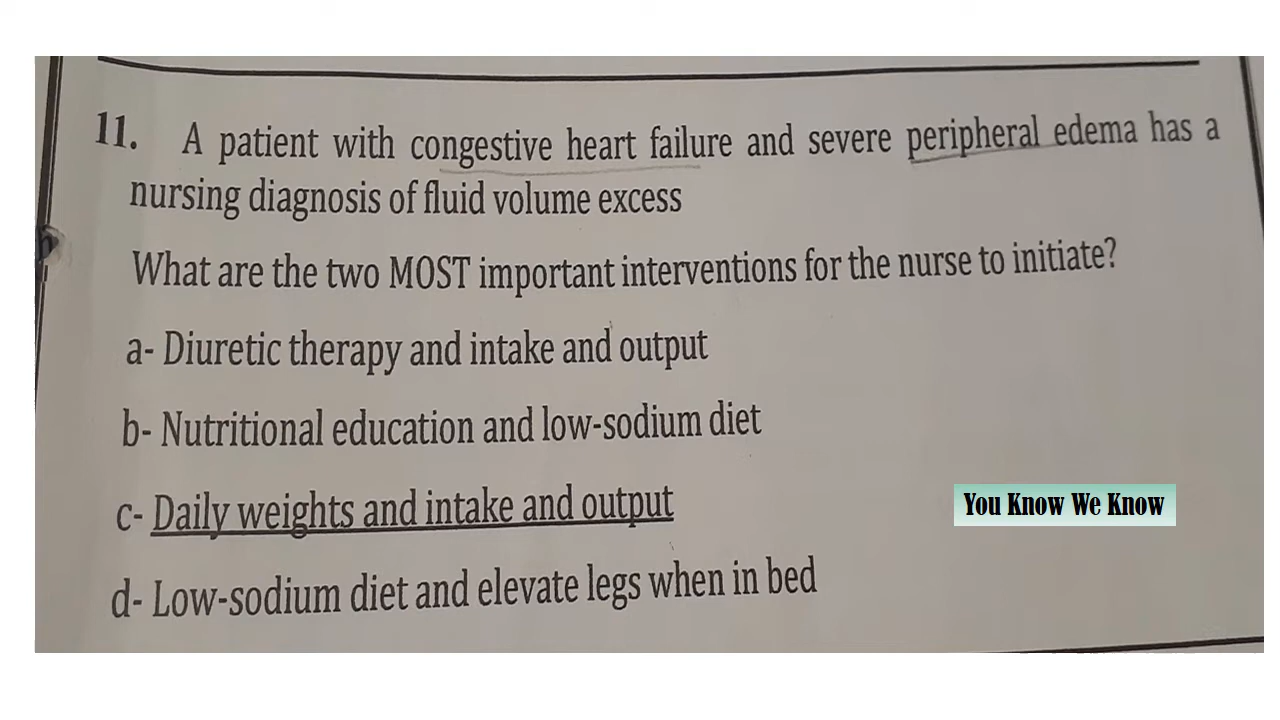 11. A patient with congestive heart failure and severe peripheral edema has a
nursing diagnosis of fluid volume excess
What are the two MOST important interventions for the nurse to initiate?
a- Diuretic therapy and intake and output
b- Nutritional education and low-sodium diet
c- Daily weights and intake and output
You Know We Know
d- Low-sodium diet and elevate legs when in bed